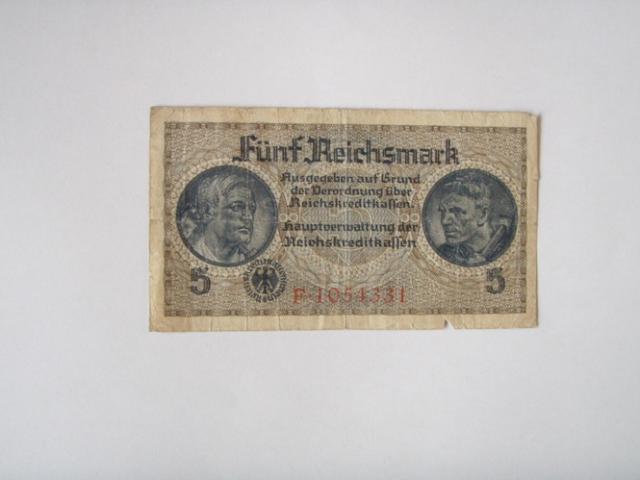 Fünf Reichsmark
Ausgegeben auf Grund
der Verordnung über
Reichskreditkassen.
Hauptverwaltung der
Reichskreditkassen
5
5
F·1054331